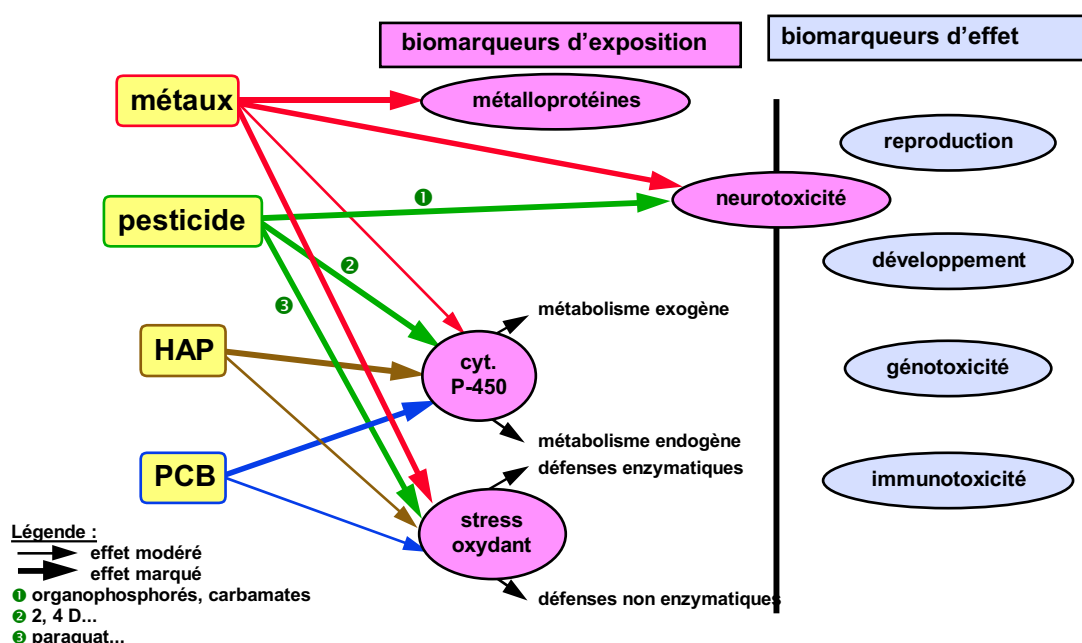 biomarqueurs d'exposition
biomarqueurs d'effet
métaux
métalloprotéines
reproduction
pesticide
❶
neurotoxicité
❷
développement
❸
métabolisme exogène
HAP
cyt.
P-450
génotoxicité
métabolisme endogène
PCB
défenses enzymatiques
immunotoxicité
stress
oxydant
défenses non enzymatiques
Légende :
effet modéré
effet marqué
❶ organophosphorés, carbamates
❷ 2, 4 D...
❸ paraquat...